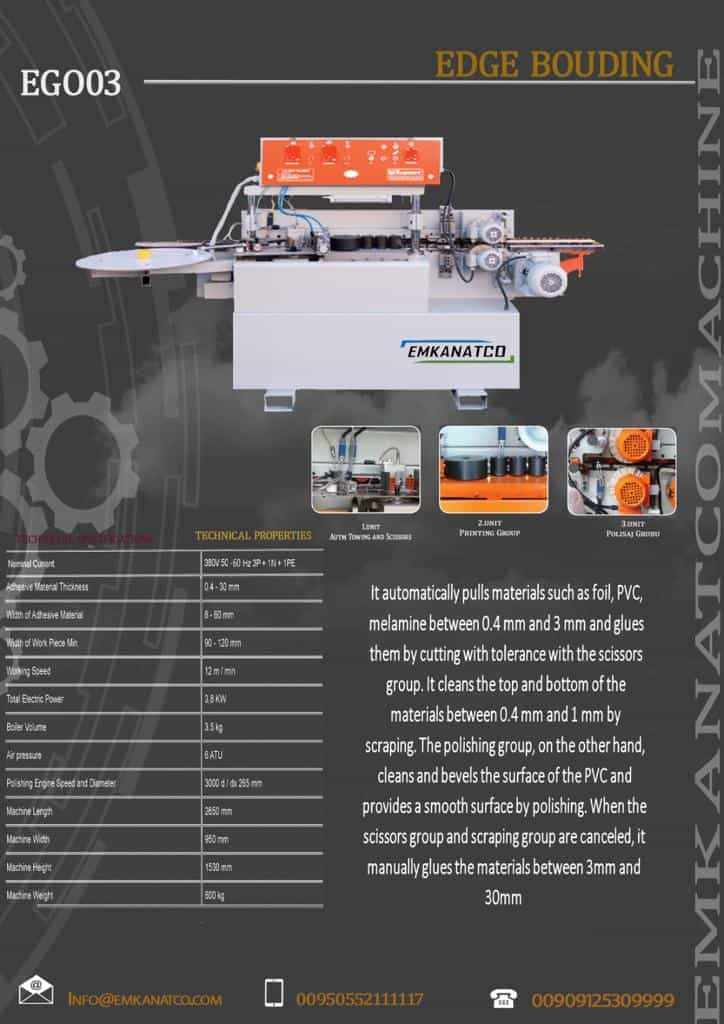 EDGE BOUDING
EGO03
EMKANATCOMACHINE
EMKANATCO
1.UNIT
AUTM TOWING AND SCISSORS
2.UNIT
PRINTING GROUP
3.UNIT
POLISAJ GRUBU
TECHNICAL SPECIFICATIONS
TECHNICAL PROPERTIES
Nominal Current 380V 50 -60 Hz 3P + 1N + 1PE
Adhesive Material Thickness 0.4 - 30 mm
Width of Adhesive Material 8 - 60 mm
Width of Work Piece Min 90 - 120 mm
Working Speed 12 m / min
Total Electric Power 3,8 KW
Boiler Volume 3.5 kg
Air pressure 6 ATU
Polishing Engine Speed and Diameter 3000 d / dx 265 mm
Machine Length 2650 mm
Machine Width 950 mm
Machine Height 1530 mm
Machine Weight 600 kg
It automatically pulls materials such as foil, PVC,
melamine between 0.4 mm and 3 mm and glues
them by cutting with tolerance with the scissors
group. It cleans the top and bottom of the
materials between 0.4 mm and 1 mm by
scraping. The polishing group, on the other hand,
cleans and bevels the surface of the PVC and
provides a smooth surface by polishing. When the
scissors group and scraping group are canceled, it
manually glues the materials between 3mm and
30mm
INFO@EMKANATCO.COM
00950552111117
00909125309999